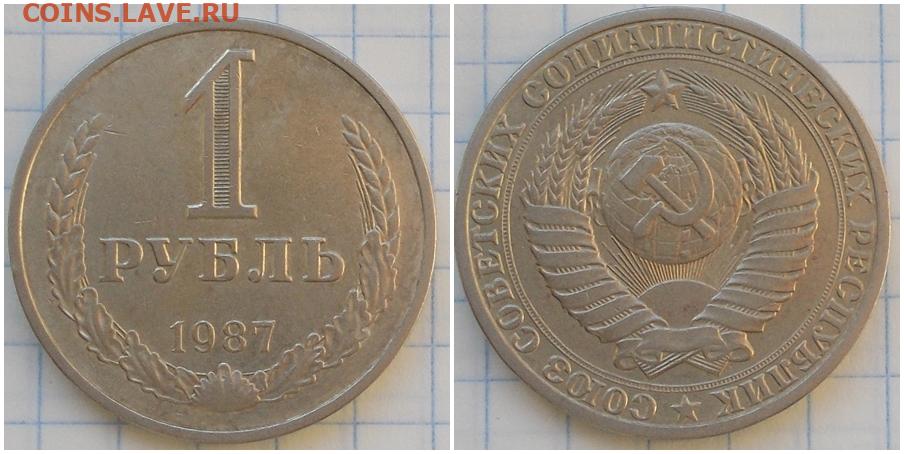 COINS.LAVE.RU
1
РУБЛЬ
1987
СОЮЗ СОВЕТСКИХ СОЦИАЛИСТИЧЕСКИХ РЕСПУБЛИК